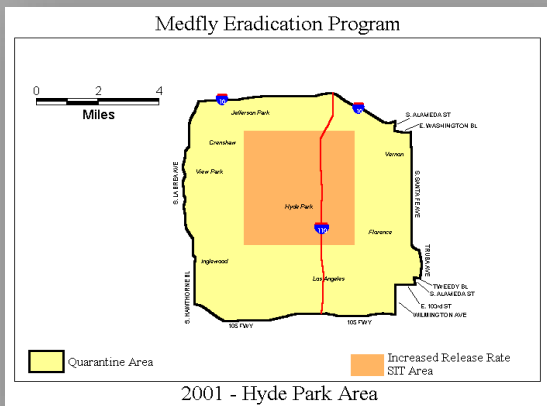 Medfly Eradication Program
0 2 4
Miles
10
10
S. ALAMEDA ST
E. WASHINGTON BL
Jefferson Park
Crenshaw
Vernon
View Park
S. LA BREA AVE
S. SANTA FE AVE
Hyde Park
110
Florence
Inglewood
Los Angeles
TRUBA AVE
S. HAWTHORNE BL
TWEEDY BL
S. ALAMEDA ST
E. 103rd ST
WILMINGTON AVE
105 FWY
105 FWY
Quarantine Area
Increased Release Rate
SIT Area
2001 - Hyde Park Area